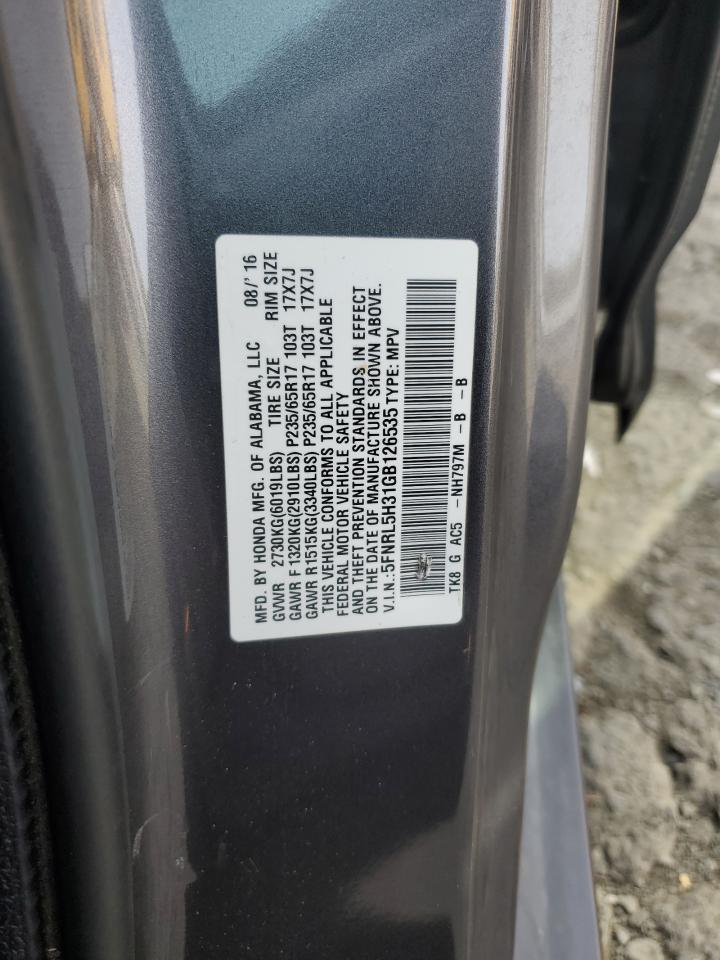 MFD. BY HONDA MFG. OF ALABAMA, LLC 08/'16
GVWR 2730KG(6019LBS) TIRE SIZE RIM SIZE
GAWR F 1320KG(2910LBS) P235/65R17 103T 17X7J
GAWR R1515KG(3340LBS) P235/65R17 103T 17X7J
THIS VEHICLE CONFORMS TO ALL APPLICABLE
FEDERAL MOTOR VEHICLE SAFETY
AND THEFT PREVENTION STANDARDS IN EFFECT
ON THE DATE OF MANUFACTURE SHOWN ABOVE.
V.I.N.:5FNRL5H31GB126535 TYPE: MPV
TK8 G AC5 -NH797M - B - B